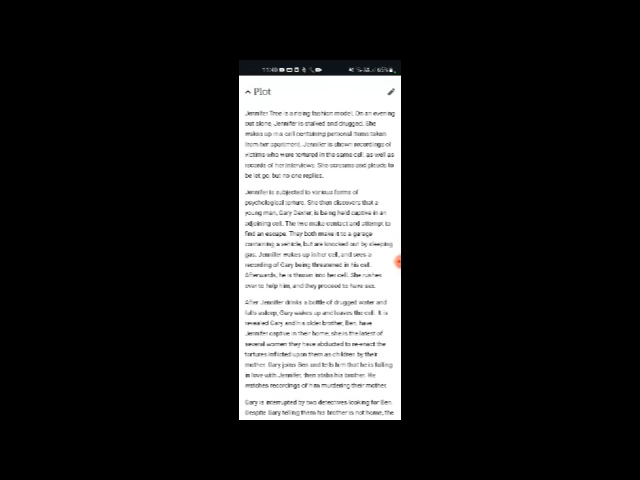 11:49
65%
Plot
Jennifer Tree is a rising fashion model. On an evening
out alone, Jennifer is stalked and drugged. She
wakes up in a cell containing personal items taken
from her apartment. Jennifer is shown recordings of
victims who were tortured in the same cell, as well as
records of her interviews. She screams and pleads to
be let go, but no one replies.
Jennifer is subjected to various forms of
psychological torture. She then discovers that a
young man, Gary Dexter, is being held captive in an
adjoining cell. The two make contact and attempt to
find an escape. They both make it to a garage
containing a vehicle, but are knocked out by sleeping
gas. Jennifer wakes up in her cell, and sees a
recording of Gary being threatened in his cell.
Afterwards, he is thrown into her cell. She rushes
over to help him, and they proceed to have sex.
After Jennifer drinks a bottle of drugged water and
falls asleep, Gary wakes up and leaves the cell. It is
revealed Gary and his older brother, Ben, have
Jennifer captive in their home; she is the latest of
several women they have abducted to re-enact the
tortures inflicted upon them as children by their
mother. Gary joins Ben and tells him that he is falling
in love with Jennifer, then stabs his brother. He
watches recordings of him murdering their mother.
Gary is interrupted by two detectives looking for Ben.
Despite Gary telling them his brother is not home, the